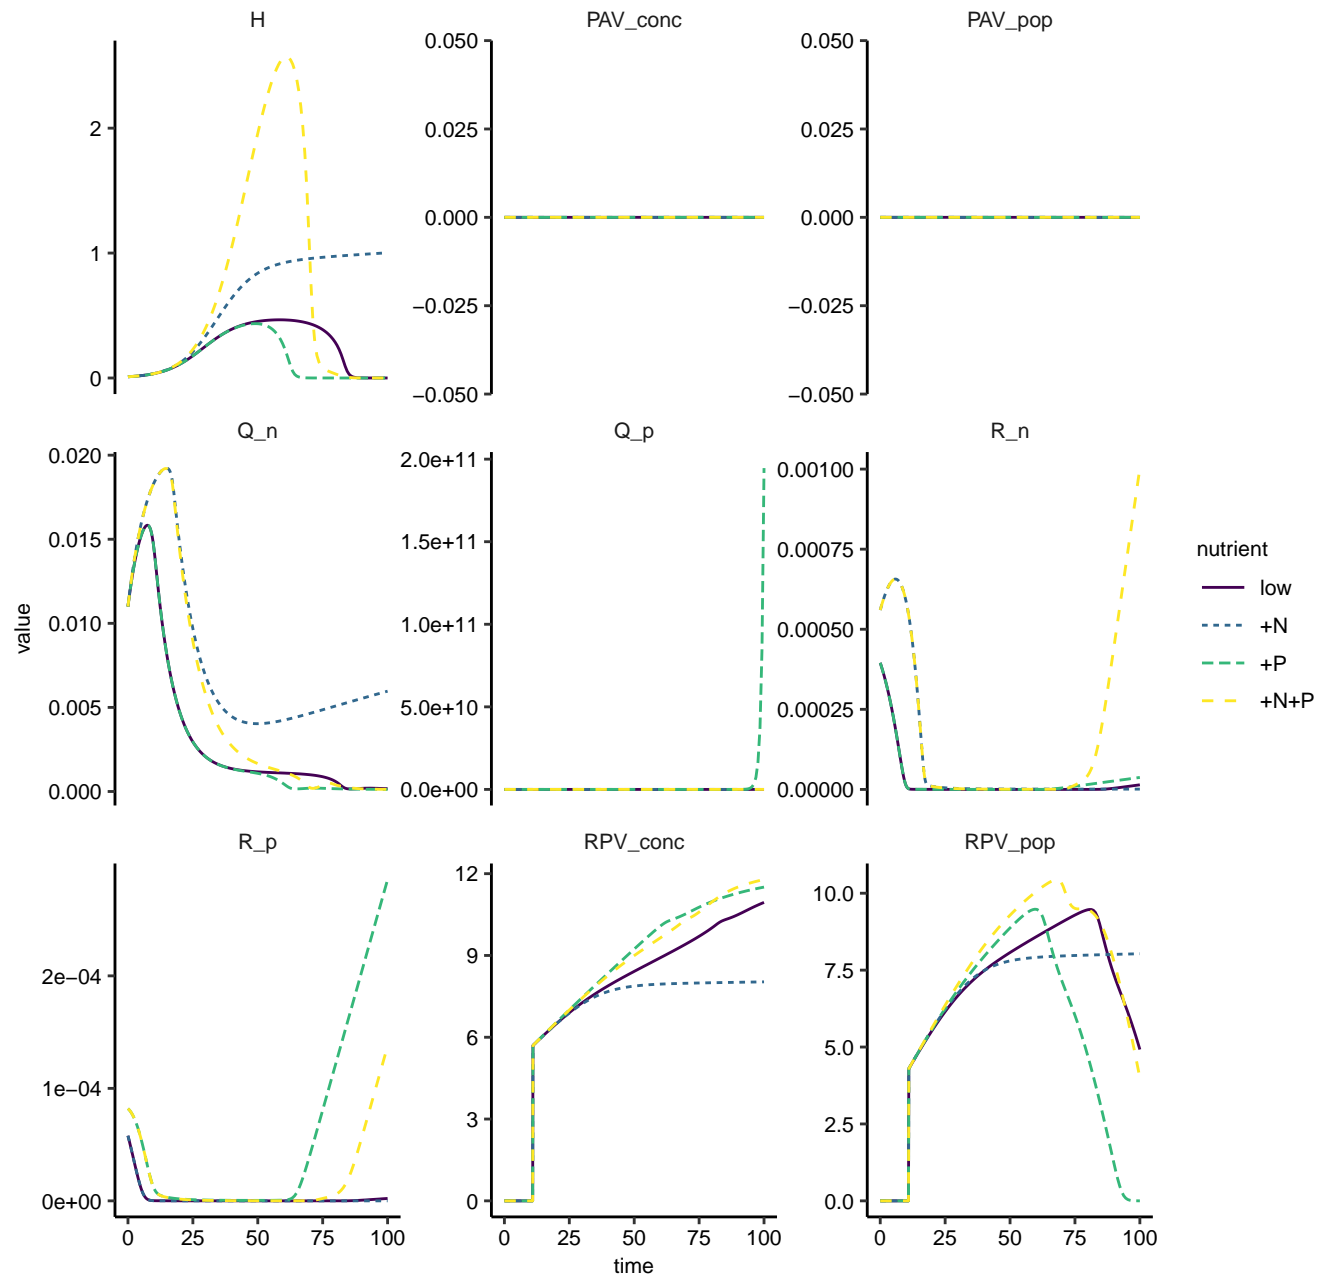 H
PAV_conc
PAV_pop
2
1
0
0.050
0.025
0.000
−0.025
−0.050
0.050
0.025
0.000
−0.025
−0.050
Q_n
Q_p
R_n
0.020
0.015
0.010
0.005
0.000
2.0e+11
1.5e+11
1.0e+11
5.0e+10
0.0e+00
0.00100
0.00075
0.00050
0.00025
0.00000
R_p
RPV_conc
RPV_pop
2e−04
1e−04
0e+00
12
9
6
3
0
10.0
7.5
5.0
2.5
0.0
0 25 50 75 100
0 25 50 75 100
0 25 50 75 100
time
value
nutrient
low
+N
+P
+N+P